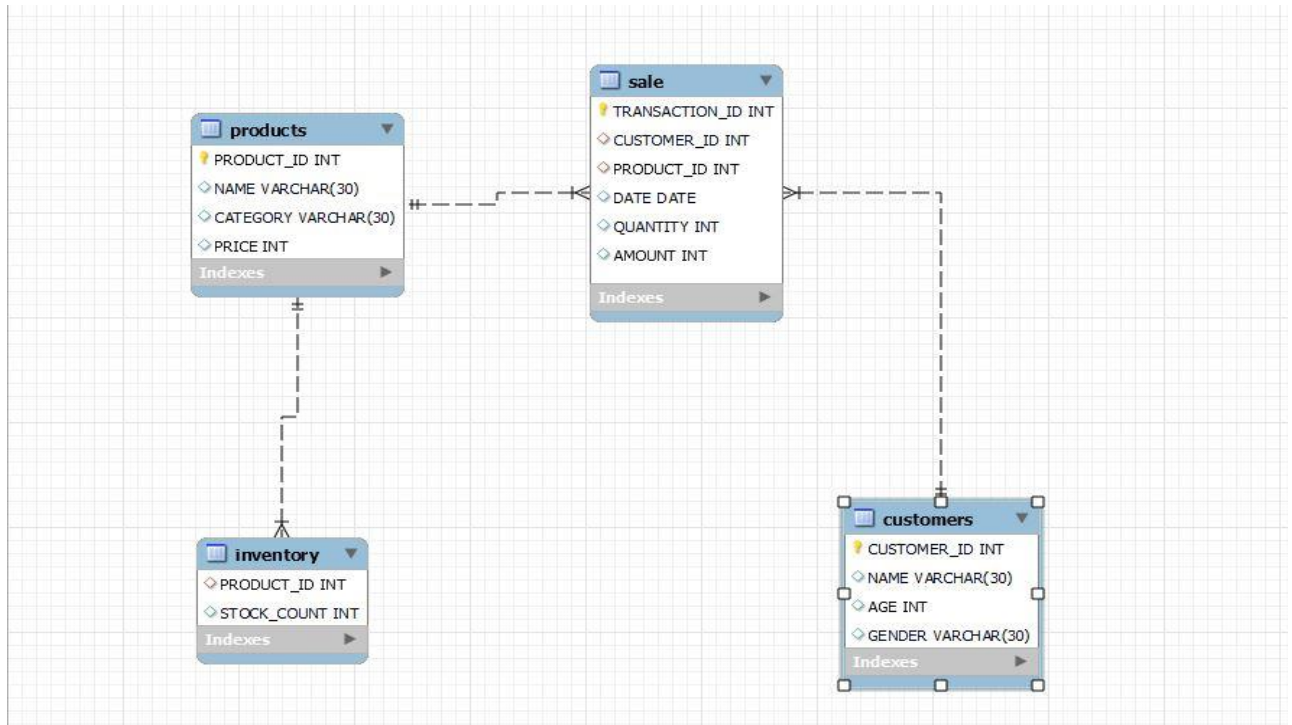 products
PRODUCT_ID INT
NAME VARCHAR(30)
CATEGORY VARCHAR(30)
PRICE INT
Indexes
sale
TRANSACTION_ID INT
CUSTOMER_ID INT
PRODUCT_ID INT
DATE DATE
QUANTITY INT
AMOUNT INT
Indexes
inventory
PRODUCT_ID INT
STOCK_COUNT INT
Indexes
customers
CUSTOMER_ID INT
NAME VARCHAR(30)
AGE INT
GENDER VARCHAR(30)
Indexes